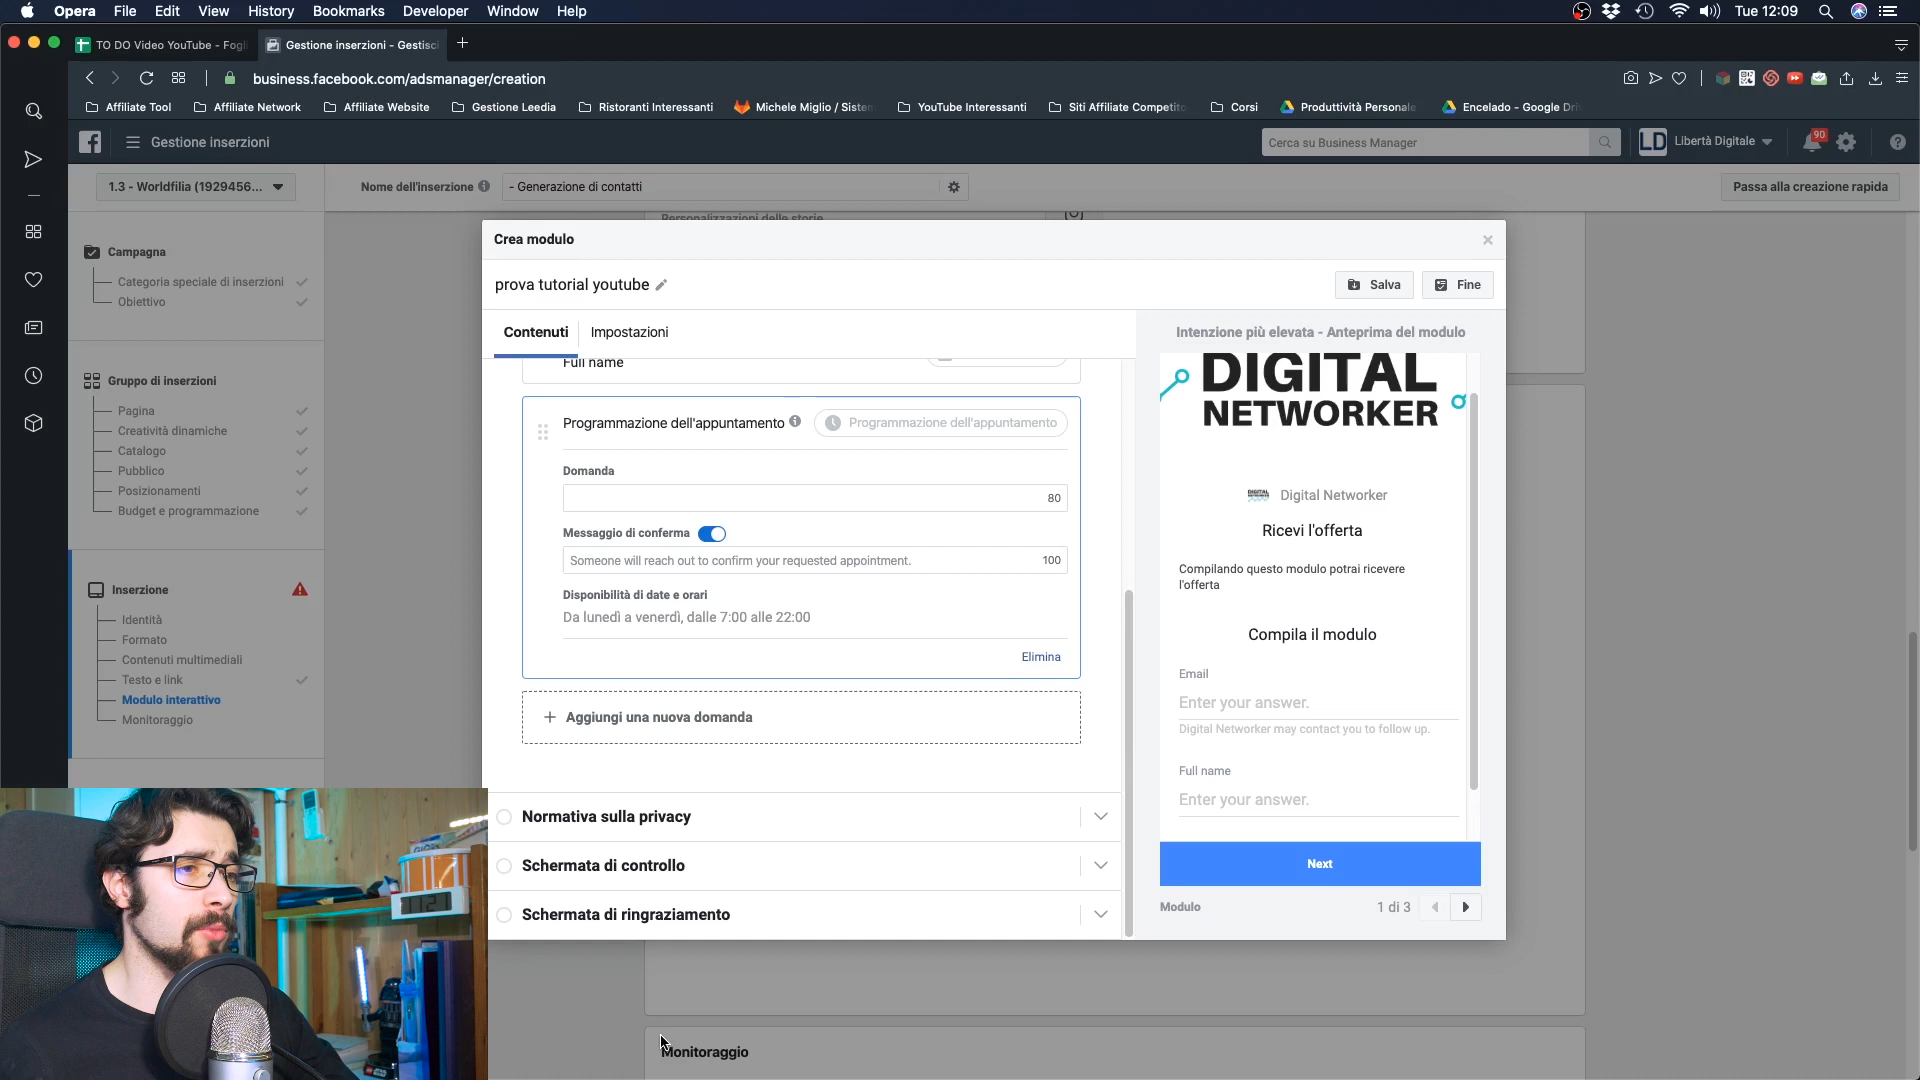 Opera File Edit View History Bookmarks Developer Window Help Tue 12:09
TO DO Video YouTube - Fogli
Gestione inserzioni - Gestisci
business.facebook.com/adsmanager/creation
Affiliate Tool Affiliate Network Affiliate Website Gestione Leedia Ristoranti Interessanti Michele Miglio / Sistem YouTube Interessanti Siti Affiliate Competito Corsi Produttività Personale Encelado - Google Dri
Gestione inserzioni
Cerca su Business Manager
LD Libertà Digitale
90
1.3 - Worldfilia (1929456...
Nome dell'inserzione
- Generazione di contatti
Passa alla creazione rapida
Personalizzazioni delle storie
Campagna
Categoria speciale di inserzioni
Obiettivo
Gruppo di inserzioni
Pagina
Creatività dinamiche
Catalogo
Pubblico
Posizionamenti
Budget e programmazione
Inserzione
Identità
Formato
Contenuti multimediali
Testo e link
Modulo interattivo
Monitoraggio
Crea modulo
prova tutorial youtube
Salva
Fine
Contenuti
Impostazioni
Full name
Programmazione dell'appuntamento
Programmazione dell'appuntamento
Domanda
80
Messaggio di conferma
Someone will reach out to confirm your requested appointment. 100
Disponibilità di date e orari
Da lunedì a venerdì, dalle 7:00 alle 22:00
Elimina
+ Aggiungi una nuova domanda
Normativa sulla privacy
Schermata di controllo
Schermata di ringraziamento
Intenzione più elevata - Anteprima del modulo
DIGITAL
NETWORKER
Digital Networker
Ricevi l'offerta
Compilando questo modulo potrai ricevere
l'offerta
Compila il modulo
Email
Enter your answer.
Digital Networker may contact you to follow up.
Full name
Enter your answer.
Next
Modulo
1 di 3
Monitoraggio